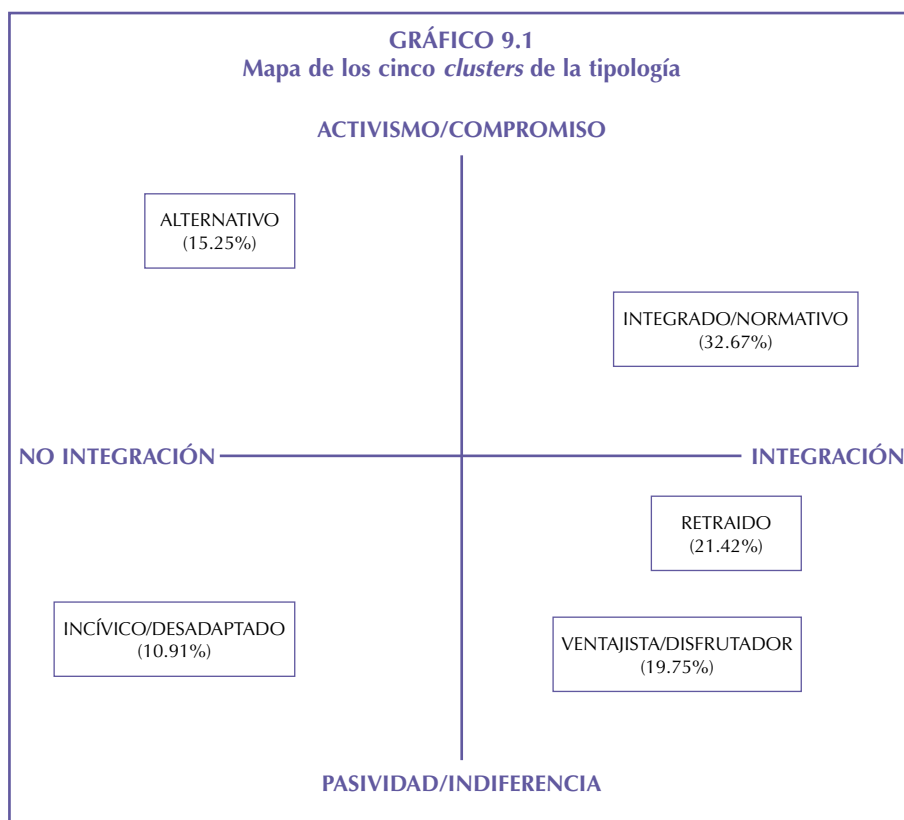 GRÁFICO 9.1
Mapa de los cinco clusters de la tipología
ACTIVISMO/COMPROMISO
ALTERNATIVO
(15.25%)
INTEGRADO/NORMATIVO
(32.67%)
NO INTEGRACIÓN
INTEGRACIÓN
RETRAIDO
(21.42%)
INCÍVICO/DESADAPTADO
(10.91%)
VENTAJISTA/DISFRUTADOR
(19.75%)
PASIVIDAD/INDIFERENCIA